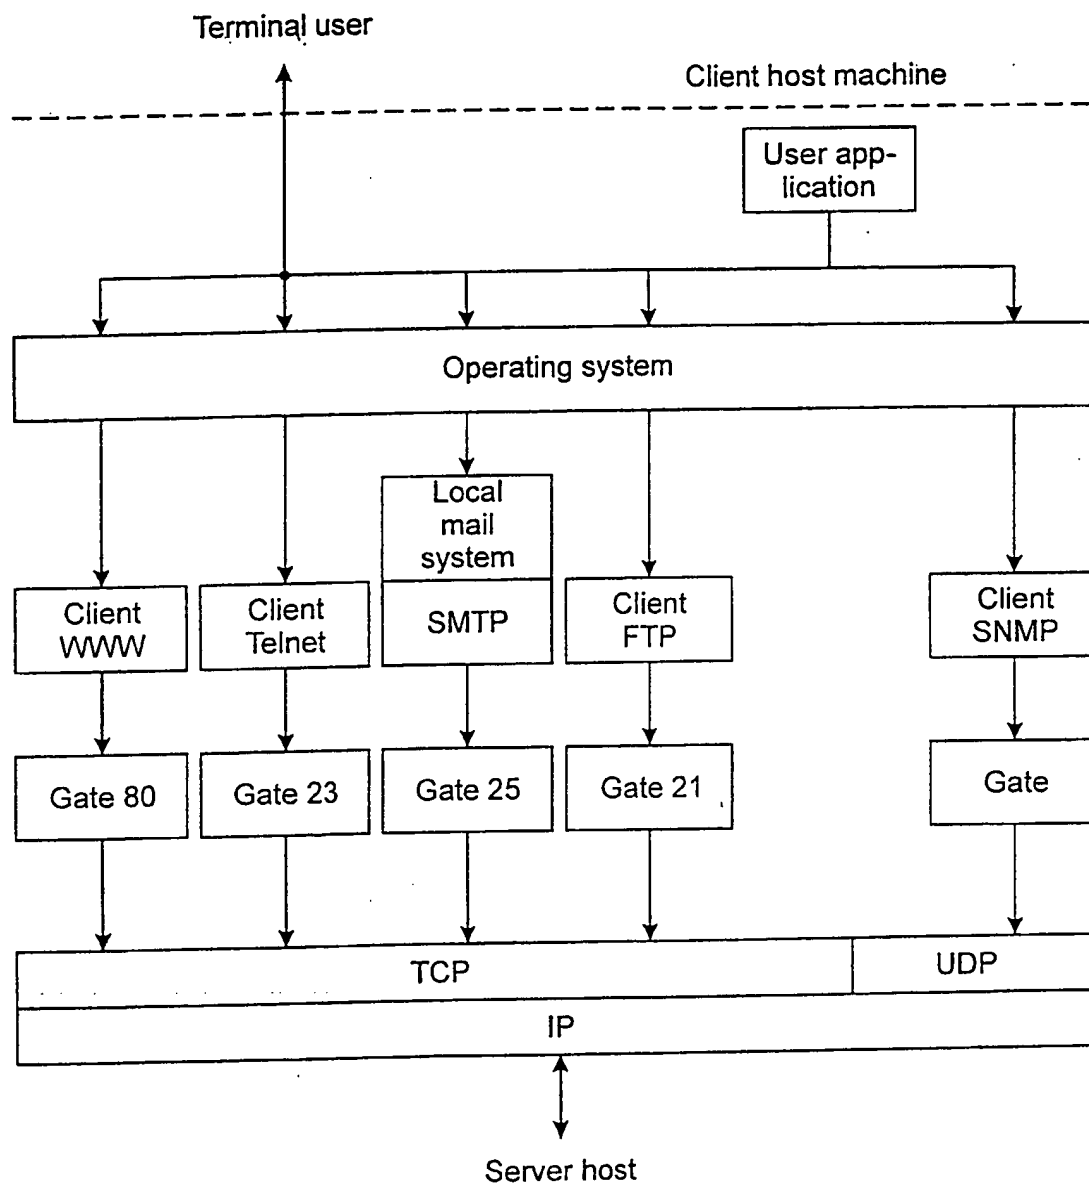 Terminal user
Client host machine
User app-
lication
Operating system
Local
mail
system
Client
WWW
Client
Telnet
SMTP
Client
FTP
Client
SNMP
Gate 80
Gate 23
Gate 25
Gate 21
Gate
TCP
UDP
IP
Server host